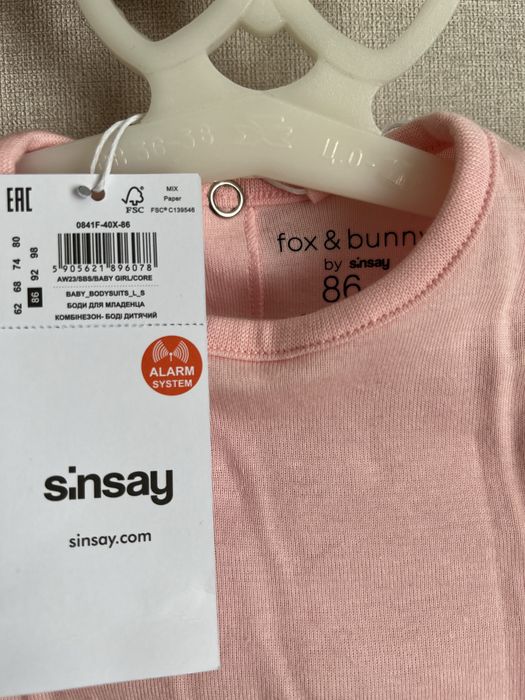 EAC
FSC
MIX
Paper
FSC® C139546
0841F-40X-86
5 905621 896078
AW23/SBS/BABY GIRL/CORE
62 68 74 80
86 92 98
BABY_BODYSUITS_L_S
БОДИ ДЛЯ МЛАДЕНЦА
КОМБІНЕЗОН- БОДІ ДИТЯЧИЙ
ALARM
SYSTEM
sinsay
sinsay.com
fox & bunny
by sinsay
86